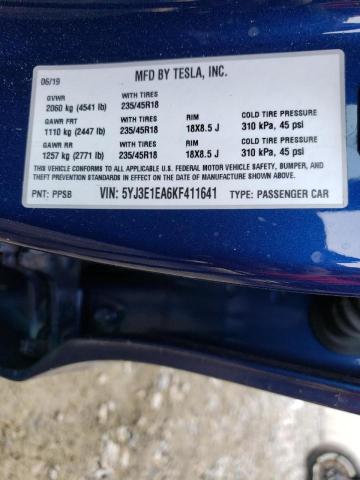 MFD BY TESLA, INC.
06/19
GVWR WITH TIRES
2060 kg (4541 lb) 235/45R18
GAWR FRT WITH TIRES RIM COLD TIRE PRESSURE
1110 kg (2447 lb) 235/45R18 18X8.5 J 310 kPa, 45 psi
GAWR RR WITH TIRES RIM COLD TIRE PRESSURE
1257 kg (2771 lb) 235/45R18 18X8.5 J 310 kPa, 45 psi
THIS VEHICLE CONFORMS TO ALL APPLICABLE U.S. FEDERAL MOTOR VEHICLE SAFETY, BUMPER, AND
THEFT PREVENTION STANDARDS IN EFFECT ON THE DATE OF MANUFACTURE SHOWN ABOVE.
PNT: PPSB VIN: 5YJ3E1EA6KF411641 TYPE: PASSENGER CAR